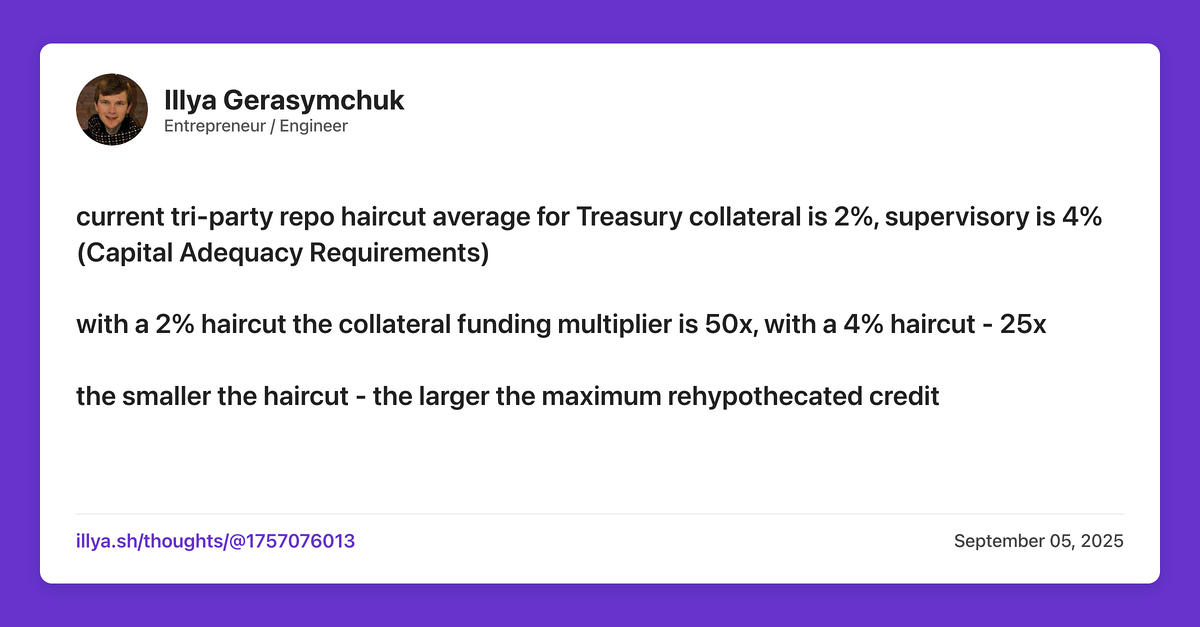 Illya Gerasymchuk
Entrepreneur / Engineer
current tri-party repo haircut average for Treasury collateral is 2%, supervisory is 4%
(Capital Adequacy Requirements)
with a 2% haircut the collateral funding multiplier is 50x, with a 4% haircut - 25x
the smaller the haircut - the larger the maximum rehypothecated credit
illya.sh/thoughts/@1757076013
September 05, 2025